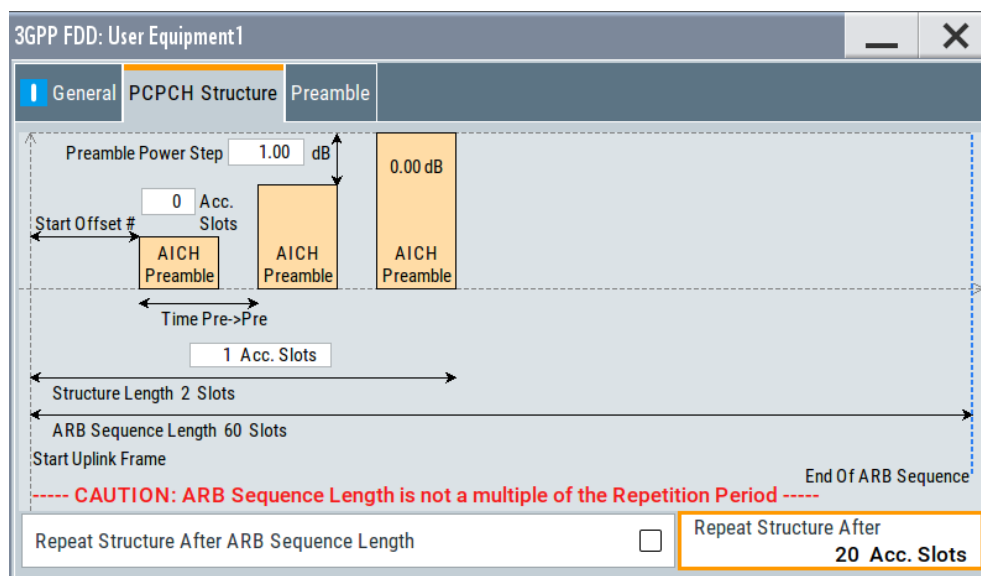 3GPP FDD: User Equipment1
General PCPCH Structure Preamble
Preamble Power Step 1.00 dB
0.00 dB
0 Acc.
Start Offset # Slots
AICH AICH AICH
Preamble Preamble Preamble
Time Pre->Pre
1 Acc. Slots
Structure Length 2 Slots
ARB Sequence Length 60 Slots
Start Uplink Frame
End Of ARB Sequence
----- CAUTION: ARB Sequence Length is not a multiple of the Repetition Period -----
Repeat Structure After ARB Sequence Length
Repeat Structure After
20 Acc. Slots